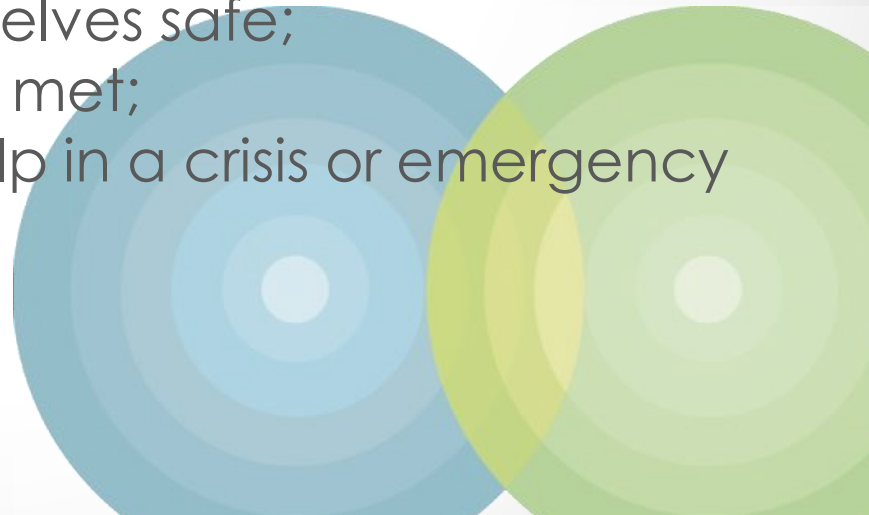 elves safe;
met;
lp in a crisis or emergency